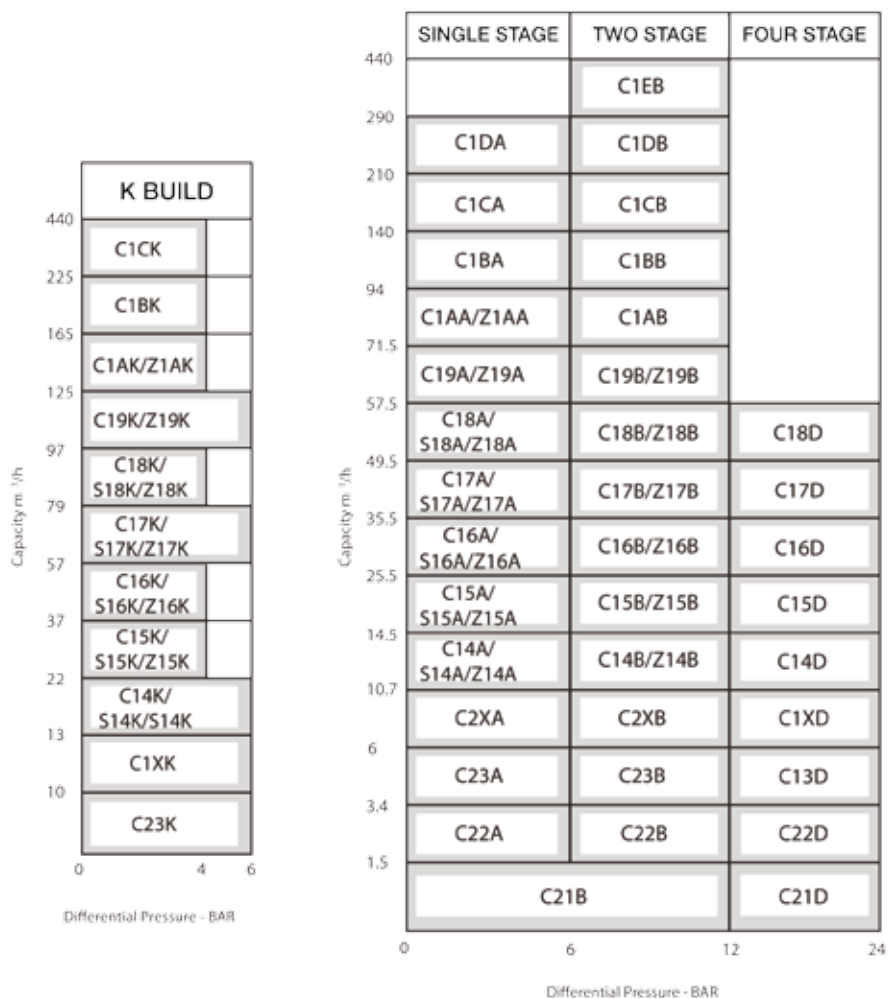 K BUILD
440
C1CK
225
C1BK
165
C1AK/Z1AK
125
C19K/Z19K
97
C18K/
S18K/Z18K
79
C17K/
S17K/Z17K
57
C16K/
S16K/Z16K
37
C15K/
S15K/Z15K
22
C14K/
S14K/S14K
13
C1XK
10
C23K
0 4 6
Capacity m ³/h
Differential Pressure - BAR
SINGLE STAGE TWO STAGE FOUR STAGE
440
C1EB
290
C1DA C1DB
210
C1CA C1CB
140
C1BA C1BB
94
C1AA/Z1AA C1AB
71.5
C19A/Z19A C19B/Z19B
57.5
C18A/
S18A/Z18A C18B/Z18B C18D
49.5
C17A/
S17A/Z17A C17B/Z17B C17D
35.5
C16A/
S16A/Z16A C16B/Z16B C16D
25.5
C15A/
S15A/Z15A C15B/Z15B C15D
14.5
C14A/
S14A/Z14A C14B/Z14B C14D
10.7
C2XA C2XB C1XD
6
C23A C23B C13D
3.4
C22A C22B C22D
1.5
C21B C21D
0 6 12 24
Capacity m ³/h
Differential Pressure - BAR